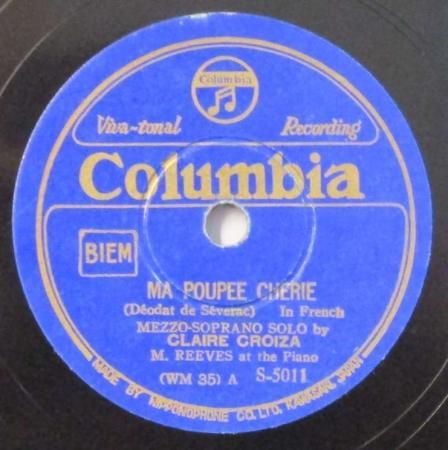 Columbia
Viva-tonal Recording
Columbia
BIEM
MA POUPEE CHERIE
(Déodat de Séverac) In French
MEZZO-SOPRANO SOLO by
CLAIRE CROIZA
M. REEVES at the Piano
(WM 35) A S-5011
MADE BY NIPPONOPHONE CO., LTD., KAWASAKI, JAPAN